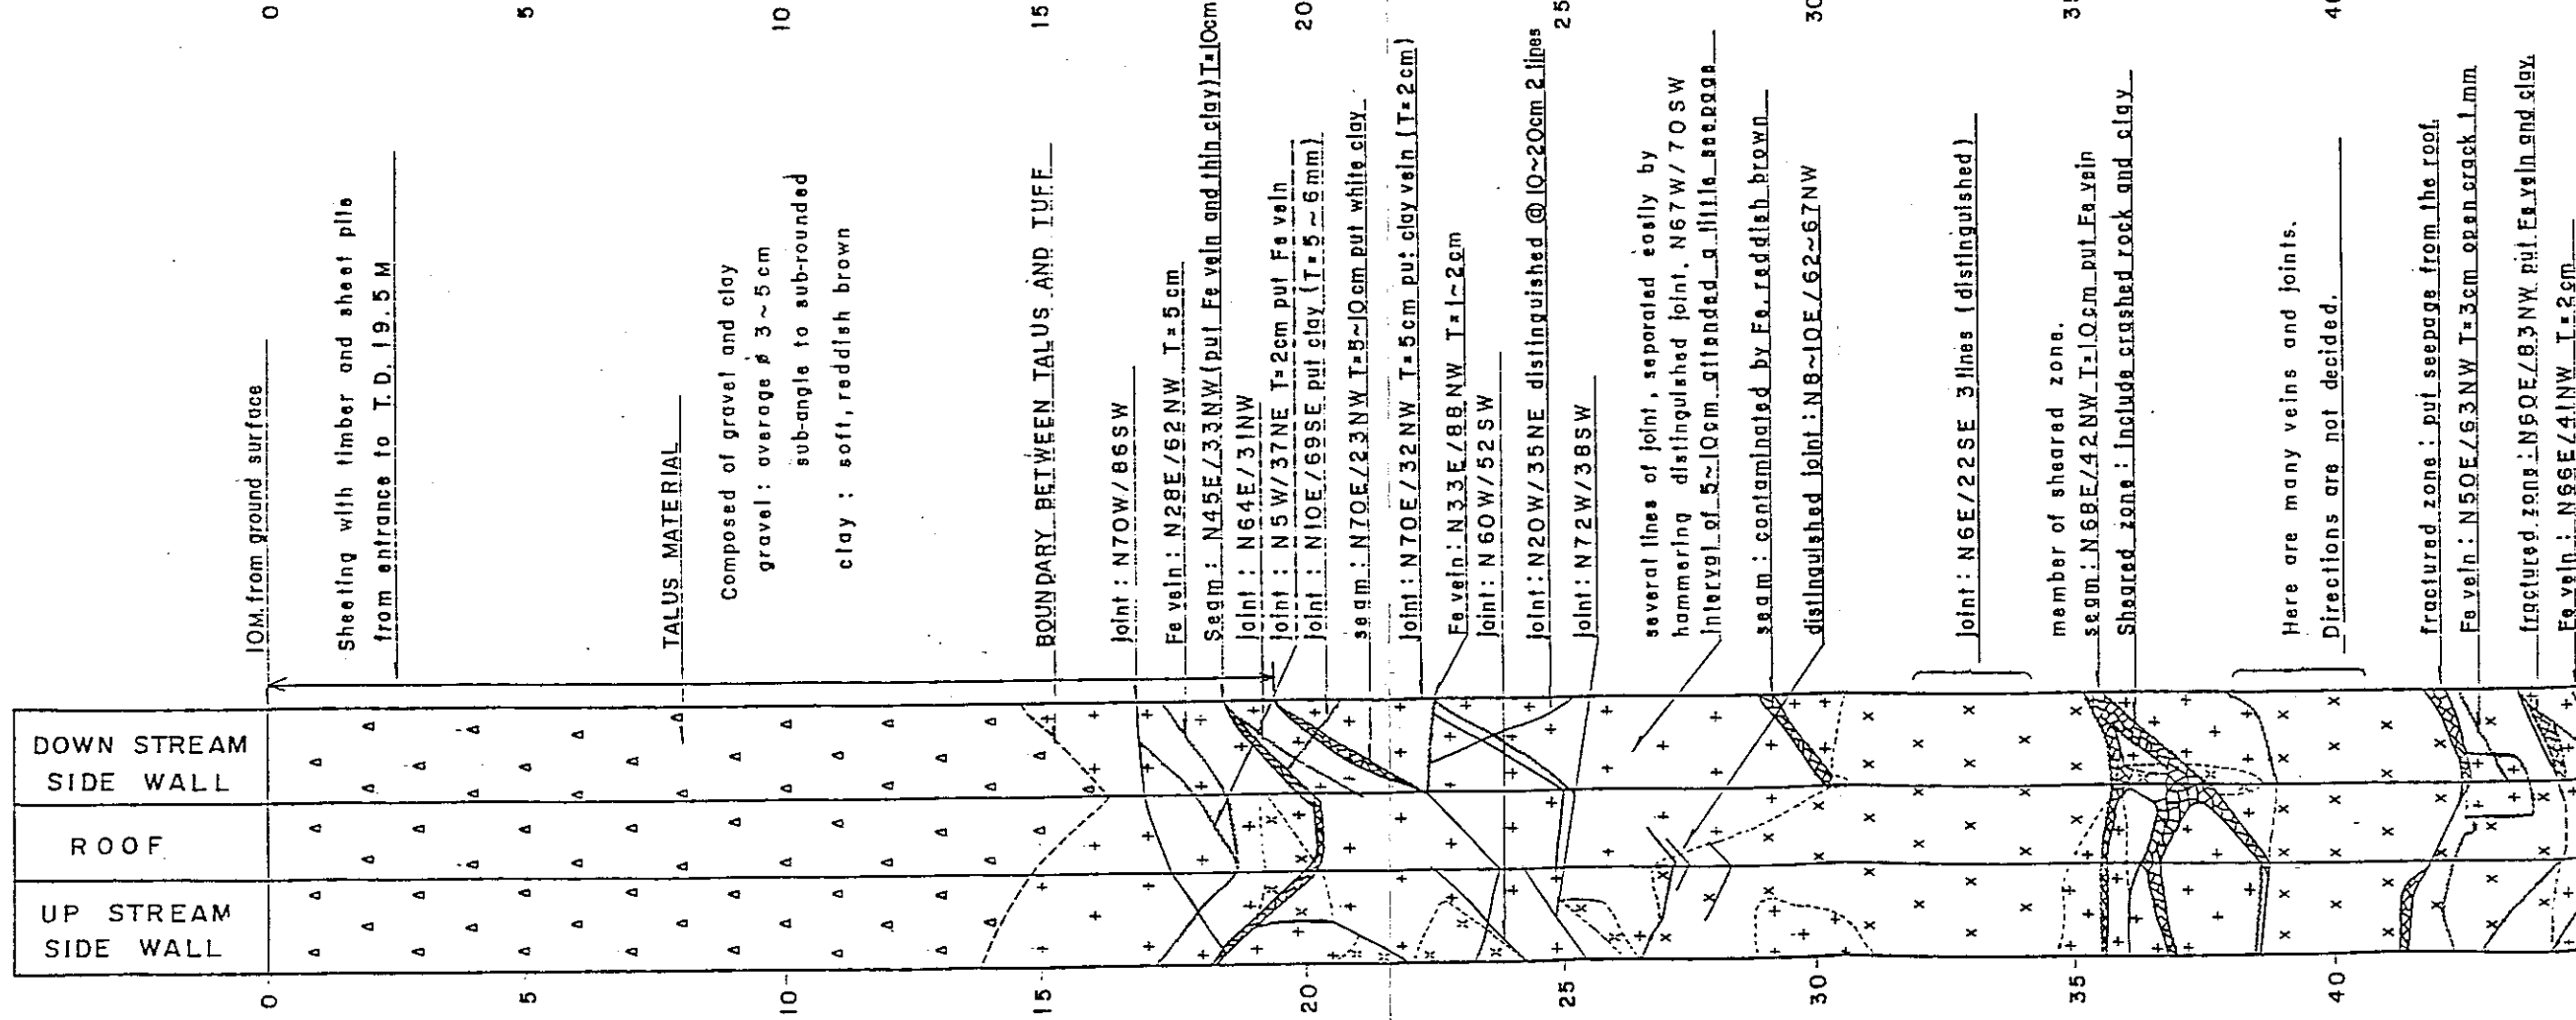 DOWN STREAM
SIDE WALL
ROOF
UP STREAM
SIDE WALL
0
5
10
15
20
25
30
35
40
0
5
10
15
20
25
30
10M. from ground surface
Sheeting with timber and sheet pile
from entrance to T.D. 19.5 M
TALUS MATERIAL
Composed of gravel and clay
gravel : average ø 3~5 cm
sub-angle to sub-rounded
clay : soft, reddish brown
BOUNDARY BETWEEN TALUS AND TUFF
joint : N70W/86SW
Fe vein : N28E/62NW T=5cm
Seam : N45E/33NW (put Fe vein and thin clay) T=10cm
joint : N64E/31NW
joint : N5W/37NE T=2cm put Fe vein
joint : N10E/69SE put clay (T=5~6mm)
seam : N70E/23NW T=5~10cm put white clay
joint : N70E/32NW T=5cm put clay vein (T=2cm)
Fe vein : N33E/88NW T=1~2cm
joint : N60W/52SW
joint : N20W/35NE distinguished @10~20cm 2 lines
joint : N72W/38SW
several lines of joint, separated easily by
hammering distinguished joint, N67W/70SW
interval of 5~10cm attended a little seepage
seam : contaminated by Fe, reddish brown
distinguished joint : N8~10E/62~67NW
joint : N6E/22SE 3 lines (distinguished)
member of sheared zone.
seam : N68E/42NW T=10cm put Fe vein
Sheared zone : include crashed rock and clay
Here are many veins and joints.
Directions are not decided.
fractured zone : put seepage from the roof.
Fe vein : N50E/63NW T=3cm open crack 1mm
fractured zone : N60E/83NW put Fe vein and clay.
Fe vein : N66E/41NW T=2cm